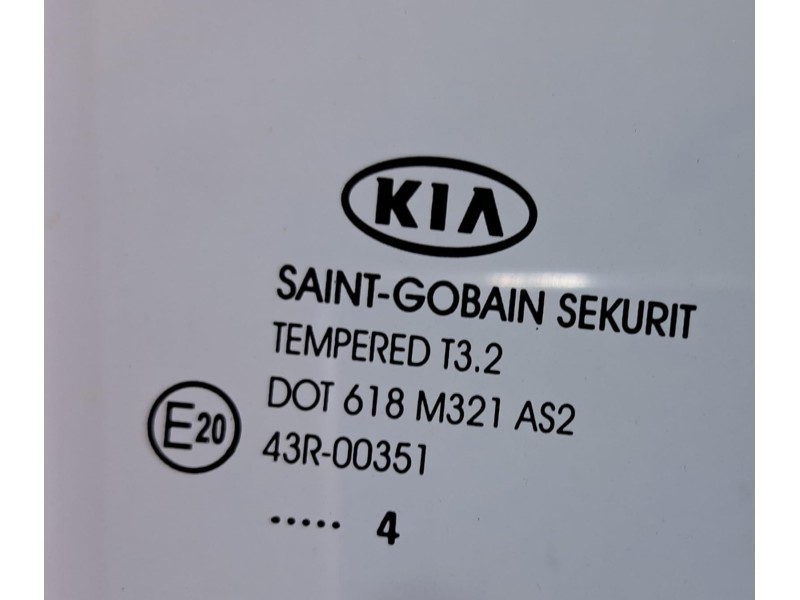 KIA
SAINT-GOBAIN SEKURIT
TEMPERED T3.2
DOT 618 M321 AS2
E20 43R-00351
..... 4